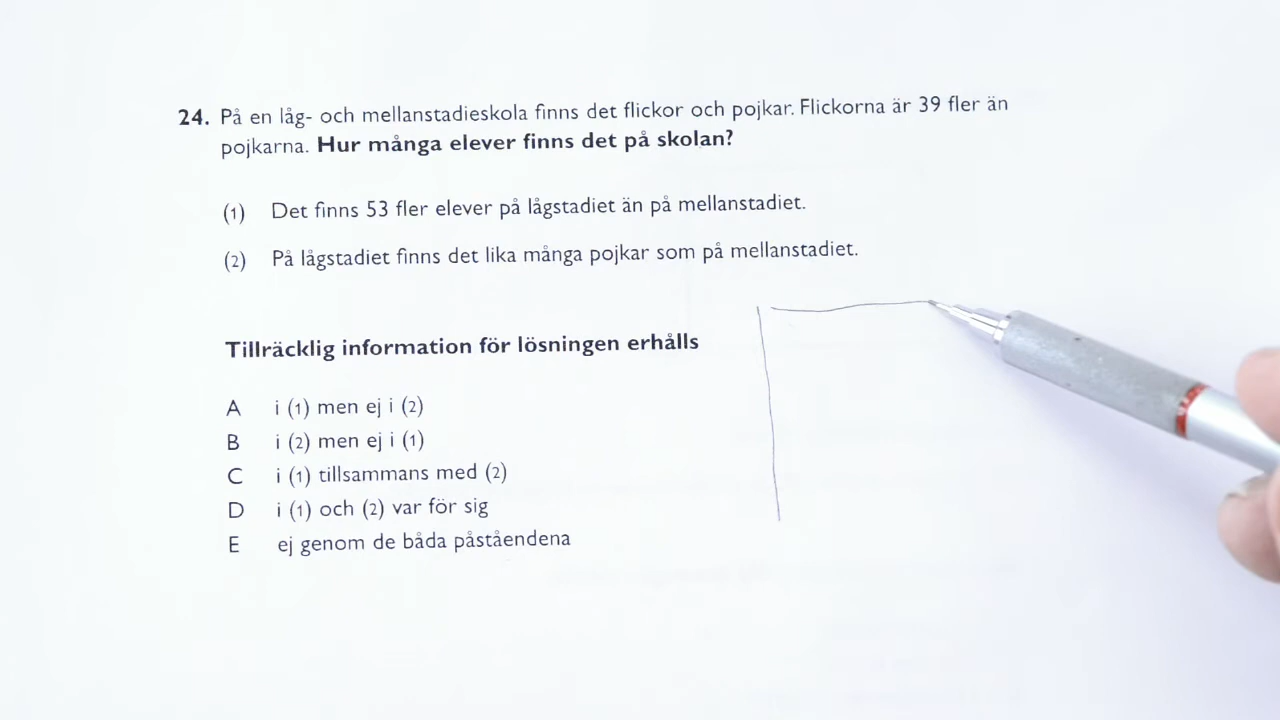 24. På en låg- och mellanstadieskola finns det flickor och pojkar. Flickorna är 39 fler än
pojkarna. Hur många elever finns det på skolan?
(1) Det finns 53 fler elever på lågstadiet än på mellanstadiet.
(2) På lågstadiet finns det lika många pojkar som på mellanstadiet.
Tillräcklig information för lösningen erhålls
A i (1) men ej i (2)
B i (2) men ej i (1)
C i (1) tillsammans med (2)
D i (1) och (2) var för sig
E ej genom de båda påståendena